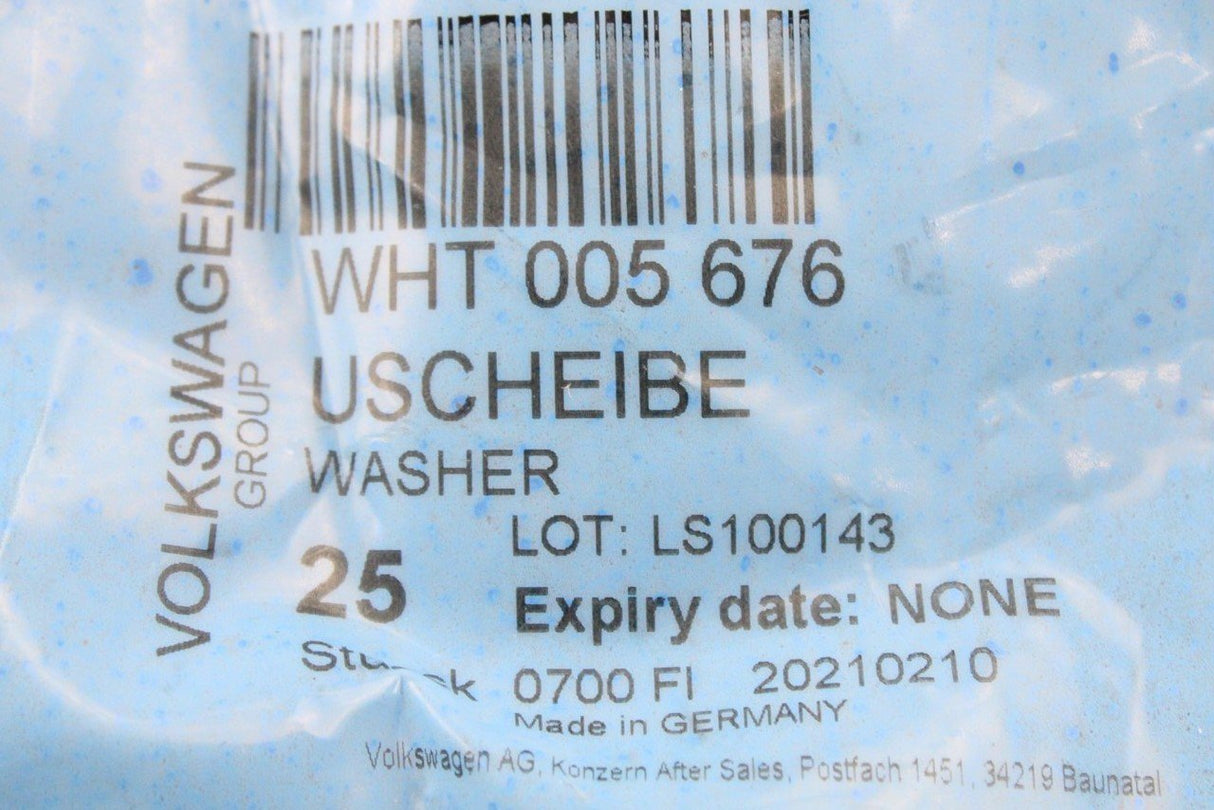 VOLKSWAGEN
GROUP
WHT 005 676
USCHEIBE
WASHER
LOT: LS100143
25
Expiry date: NONE
0700 FI 20210210
Made in GERMANY
Volkswagen AG, Konzern After Sales, Postfach 1451, 34219 Baunatal